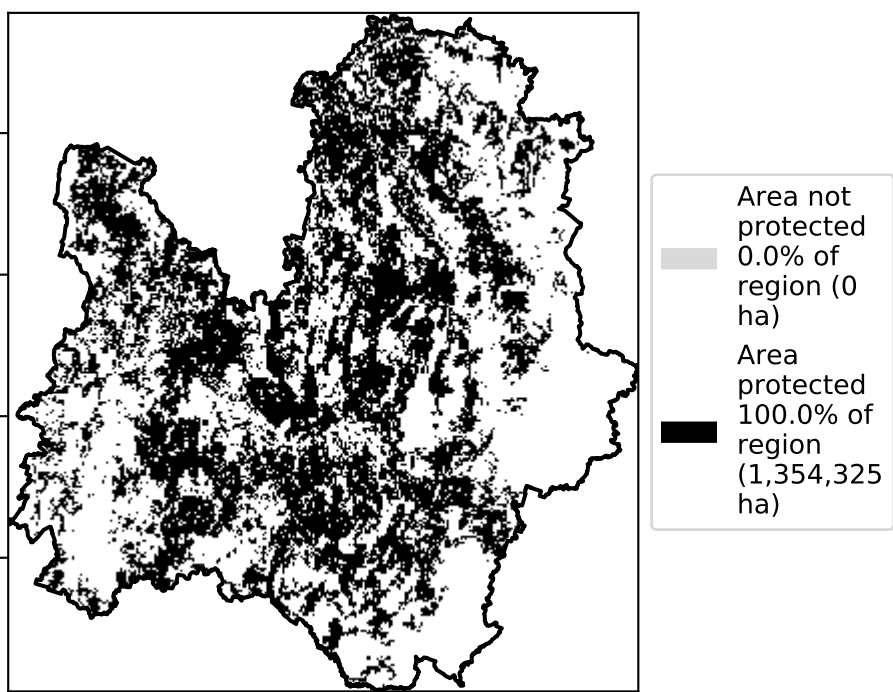 Area not
protected
0.0% of
region (0
ha)
Area
protected
100.0% of
region
(1,354,325
ha)